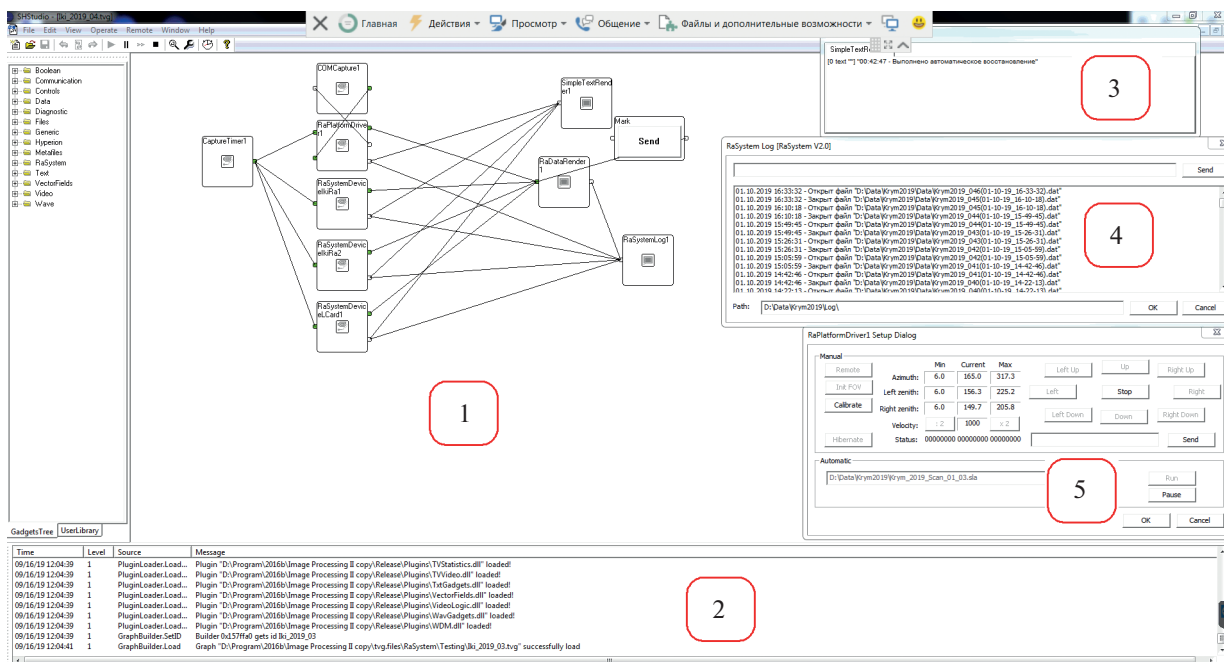 SHStudio - [Iki_2019_04.tvg]
Главная Действия Просмотр Общение Файлы и дополнительные возможности
File Edit View Operate Remote Window Help
Boolean
Communication
Controls
Data
Diagnostic
Files
Generic
Hyperion
Metafiles
RaSystem
Text
VectorFields
Video
Wave
GadgetsTree UserLibrary
COMCapture1
CaptureTimer1
RaPlatformDriver1
RaSystemDeviceIkiRa1
RaSystemDeviceIkiRa2
RaSystemDeviceLCard1
SimpleTextRender1
Mark
Send
RaDataRender1
RaSystemLog1
1
SimpleTextRe
[0 text ""] "00:42:47 - Выполнено автоматическое восстановление"
3
RaSystem Log [RaSystem V2.0]
Send
01.10.2019 16:33:32 - Открыт файл "D:\Data\Krym2019\Data\Krym2019_046(01-10-19_16-33-32).dat"
01.10.2019 16:33:32 - Закрыт файл "D:\Data\Krym2019\Data\Krym2019_045(01-10-19_16-10-18).dat"
01.10.2019 16:10:18 - Открыт файл "D:\Data\Krym2019\Data\Krym2019_045(01-10-19_16-10-18).dat"
01.10.2019 16:10:18 - Закрыт файл "D:\Data\Krym2019\Data\Krym2019_044(01-10-19_15-49-45).dat"
01.10.2019 15:49:45 - Открыт файл "D:\Data\Krym2019\Data\Krym2019_044(01-10-19_15-49-45).dat"
01.10.2019 15:49:45 - Закрыт файл "D:\Data\Krym2019\Data\Krym2019_043(01-10-19_15-26-31).dat"
01.10.2019 15:26:31 - Открыт файл "D:\Data\Krym2019\Data\Krym2019_043(01-10-19_15-26-31).dat"
01.10.2019 15:26:31 - Закрыт файл "D:\Data\Krym2019\Data\Krym2019_042(01-10-19_15-05-59).dat"
01.10.2019 15:05:59 - Открыт файл "D:\Data\Krym2019\Data\Krym2019_042(01-10-19_15-05-59).dat"
01.10.2019 15:05:59 - Закрыт файл "D:\Data\Krym2019\Data\Krym2019_041(01-10-19_14-42-46).dat"
01.10.2019 14:42:46 - Открыт файл "D:\Data\Krym2019\Data\Krym2019_041(01-10-19_14-42-46).dat"
01.10.2019 14:42:46 - Закрыт файл "D:\Data\Krym2019\Data\Krym2019_040(01-10-19_14-22-13).dat"
01.10.2019 14:22:13 - Открыт файл "D:\Data\Krym2019\Data\Krym2019_040(01-10-19_14-22-13).dat"
4
Path: D:\Data\Krym2019\Log\ OK Cancel
RaPlatformDriver1 Setup Dialog
Manual
Min Current Max
Remote Azimuth: 6.0 165.0 317.3 Left Up Up Right Up
Init FOV Left zenith: 6.0 156.3 225.2 Left Stop Right
Calibrate Right zenith: 6.0 149.7 205.8 Left Down Down Right Down
Velocity: : 2 1000 x 2
Hibernate Status: 00000000 00000000 00000000 Send
Automatic
D:\Data\Krym2019\Krym_2019_Scan_01_03.sla Run
Pause
5
OK Cancel
Time Level Source Message
09/16/19 12:04:39 1 PluginLoader.Load... Plugin "D:\Program\2016b\Image Processing II copy\Release\Plugins\TVStatistics.dll" loaded!
09/16/19 12:04:39 1 PluginLoader.Load... Plugin "D:\Program\2016b\Image Processing II copy\Release\Plugins\TVVideo.dll" loaded!
09/16/19 12:04:39 1 PluginLoader.Load... Plugin "D:\Program\2016b\Image Processing II copy\Release\Plugins\TxtGadgets.dll" loaded!
09/16/19 12:04:39 1 PluginLoader.Load... Plugin "D:\Program\2016b\Image Processing II copy\Release\Plugins\VectorFields.dll" loaded!
09/16/19 12:04:39 1 PluginLoader.Load... Plugin "D:\Program\2016b\Image Processing II copy\Release\Plugins\VideoLogic.dll" loaded!
09/16/19 12:04:39 1 PluginLoader.Load... Plugin "D:\Program\2016b\Image Processing II copy\Release\Plugins\WavGadgets.dll" loaded!
09/16/19 12:04:39 1 PluginLoader.Load... Plugin "D:\Program\2016b\Image Processing II copy\Release\Plugins\WDM.dll" loaded!
09/16/19 12:04:39 1 GraphBuilder.SetID Builder 0x157ffa0 gets id Iki_2019_03
09/16/19 12:04:41 1 GraphBuilder.Load Graph "D:\Program\2016b\Image Processing II copy\tvg.files\RaSystem\Testing\Iki_2019_03.tvg" successfully load
2